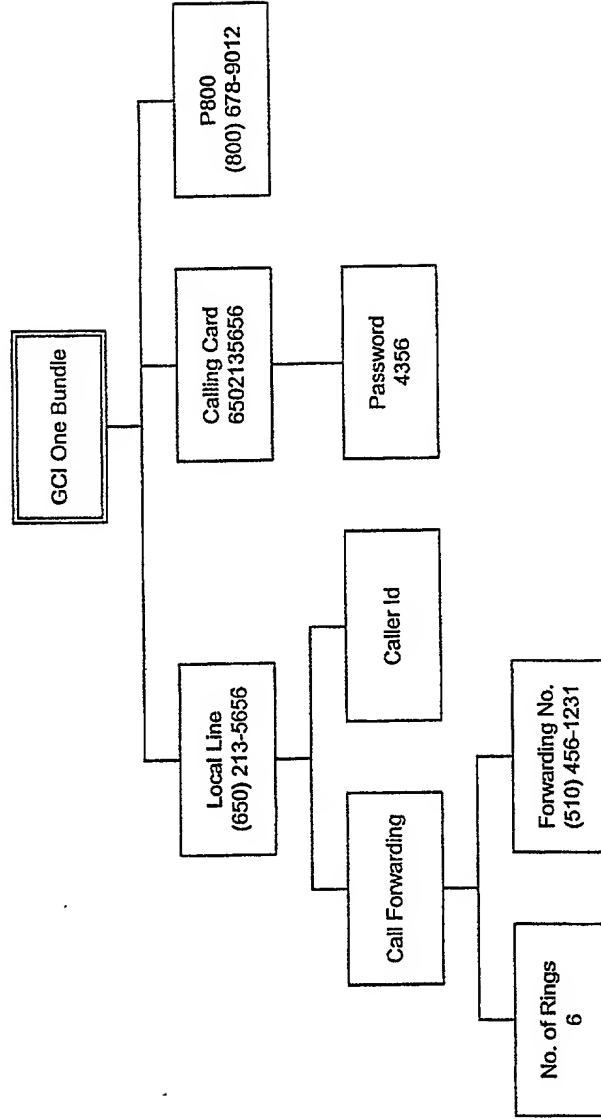 GCI One Bundle
Local Line
(650) 213-5656
Calling Card
6502135656
P800
(800) 678-9012
Call Forwarding
Caller Id
Password
4356
No. of Rings
6
Forwarding No.
(510) 456-1231